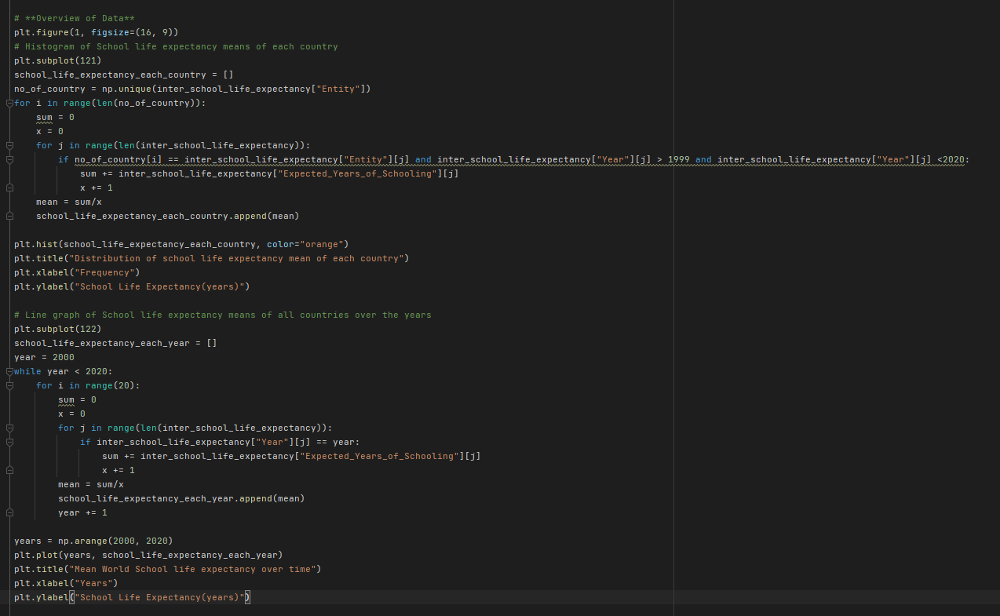 # **Overview of Data**
plt.figure(1, figsize=(16, 9))
# Histogram of School life expectancy means of each country
plt.subplot(121)
school_life_expectancy_each_country = []
no_of_country = np.unique(inter_school_life_expectancy["Entity"])
for i in range(len(no_of_country)):
    sum = 0
    x = 0
    for j in range(len(inter_school_life_expectancy)):
        if no_of_country[i] == inter_school_life_expectancy["Entity"][j] and inter_school_life_expectancy["Year"][j] > 1999 and inter_school_life_expectancy["Year"][j] <2020:
            sum += inter_school_life_expectancy["Expected_Years_of_Schooling"][j]
            x += 1
    mean = sum/x
    school_life_expectancy_each_country.append(mean)

plt.hist(school_life_expectancy_each_country, color="orange")
plt.title("Distribution of school life expectancy mean of each country")
plt.xlabel("Frequency")
plt.ylabel("School Life Expectancy(years)")

# Line graph of School life expectancy means of all countries over the years
plt.subplot(122)
school_life_expectancy_each_year = []
year = 2000
while year < 2020:
    for i in range(20):
        sum = 0
        x = 0
        for j in range(len(inter_school_life_expectancy)):
            if inter_school_life_expectancy["Year"][j] == year:
                sum += inter_school_life_expectancy["Expected_Years_of_Schooling"][j]
                x += 1
        mean = sum/x
        school_life_expectancy_each_year.append(mean)
        year += 1

years = np.arange(2000, 2020)
plt.plot(years, school_life_expectancy_each_year)
plt.title("Mean World School life expectancy over time")
plt.xlabel("Years")
plt.ylabel("School Life Expectancy(years)")